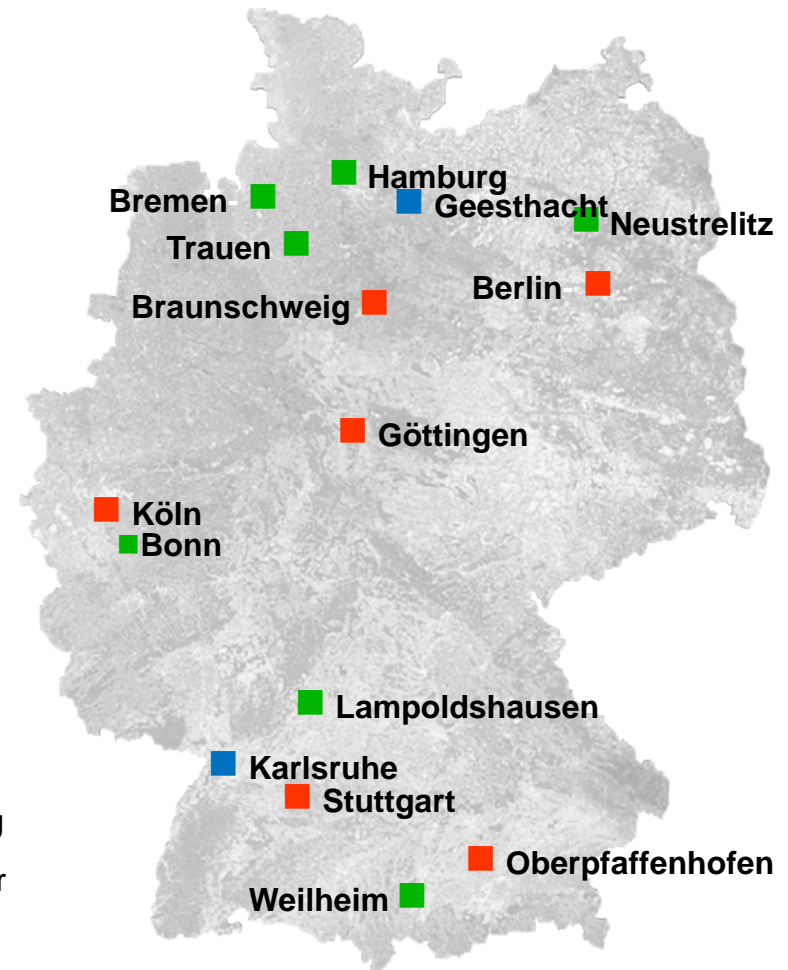 Hamburg
Bremen
Geesthacht
Neustrelitz
Trauen
Berlin
Braunschweig
Göttingen
Köln
Bonn
Lampoldshausen
Karlsruhe
Stuttgart
Oberpfaffenhofen
Weilheim